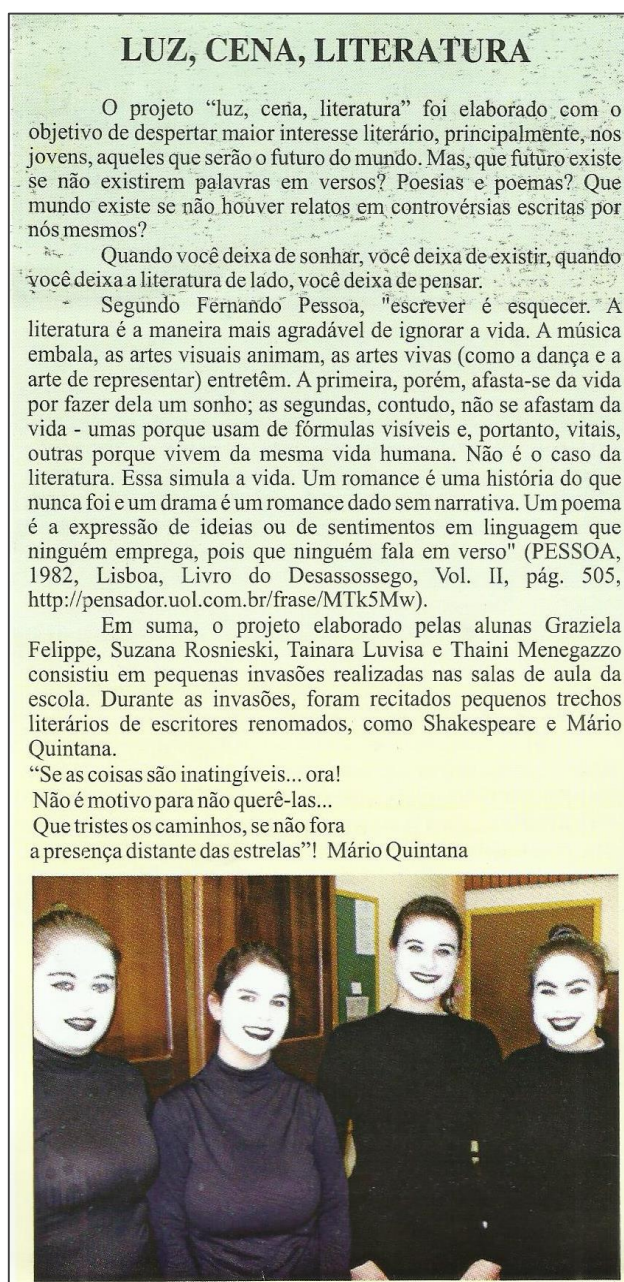 LUZ, CENA, LITERATURA
O projeto “luz, cena, literatura” foi elaborado com o
objetivo de despertar maior interesse literário, principalmente, nos
jovens, aqueles que serão o futuro do mundo. Mas, que futuro existe
se não existirem palavras em versos? Poesias e poemas? Que
mundo existe se não houver relatos em controvérsias escritas por
nós mesmos?
Quando você deixa de sonhar, você deixa de existir, quando
você deixa a literatura de lado, você deixa de pensar.
Segundo Fernando Pessoa, "escrever é esquecer. A
literatura é a maneira mais agradável de ignorar a vida. A música
embala, as artes visuais animam, as artes vivas (como a dança e a
arte de representar) entretêm. A primeira, porém, afasta-se da vida
por fazer dela um sonho; as segundas, contudo, não se afastam da
vida - umas porque usam de fórmulas visíveis e, portanto, vitais,
outras porque vivem da mesma vida humana. Não é o caso da
literatura. Essa simula a vida. Um romance é uma história do que
nunca foi e um drama é um romance dado sem narrativa. Um poema
é a expressão de ideias ou de sentimentos em linguagem que
ninguém emprega, pois que ninguém fala em verso" (PESSOA,
1982, Lisboa, Livro do Desassossego, Vol. II, pág. 505,
http://pensador.uol.com.br/frase/MTk5Mw).
Em suma, o projeto elaborado pelas alunas Graziela
Felippe, Suzana Rosnieski, Tainara Luvisa e Thaini Menegazzo
consistiu em pequenas invasões realizadas nas salas de aula da
escola. Durante as invasões, foram recitados pequenos trechos
literários de escritores renomados, como Shakespeare e Mário
Quintana.
“Se as coisas são inatingíveis... ora!
Não é motivo para não querê-las...
Que tristes os caminhos, se não fora
a presença distante das estrelas”! Mário Quintana